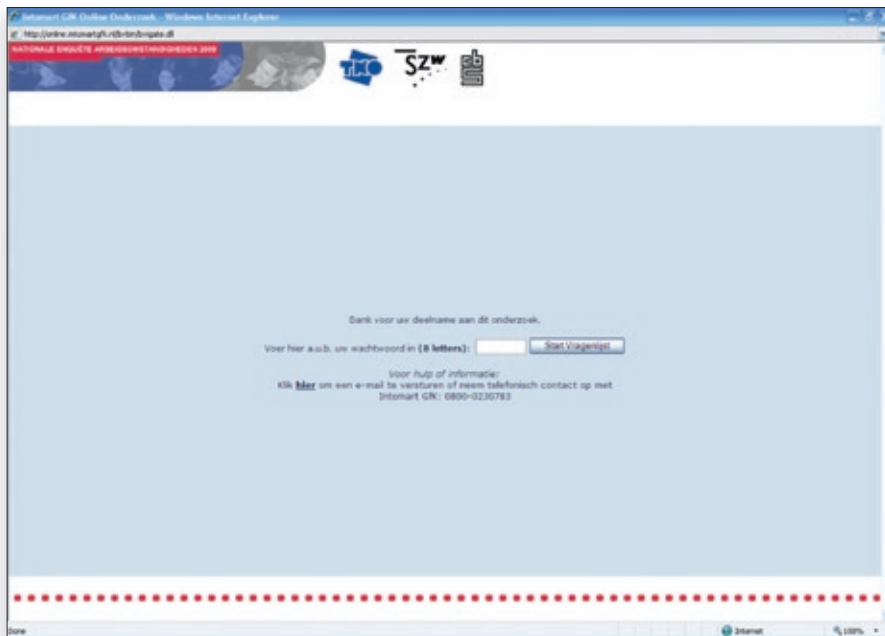 Intomart GfK Online Onderzoek - Windows Internet Explorer
NATIONALE ENQUÊTE ARBEIDSOMSTANDIGHEDEN 2009
TNO SZW cbs
Dank voor uw deelname aan dit onderzoek.
Voer hier a.u.b. uw wachtwoord in (8 letters): Start Vragenlijst
Voor hulp of informatie:
Klik hier om een e-mail te versturen of neem telefonisch contact op met
Intomart GfK: 0800-0230783
Done Internet 100%